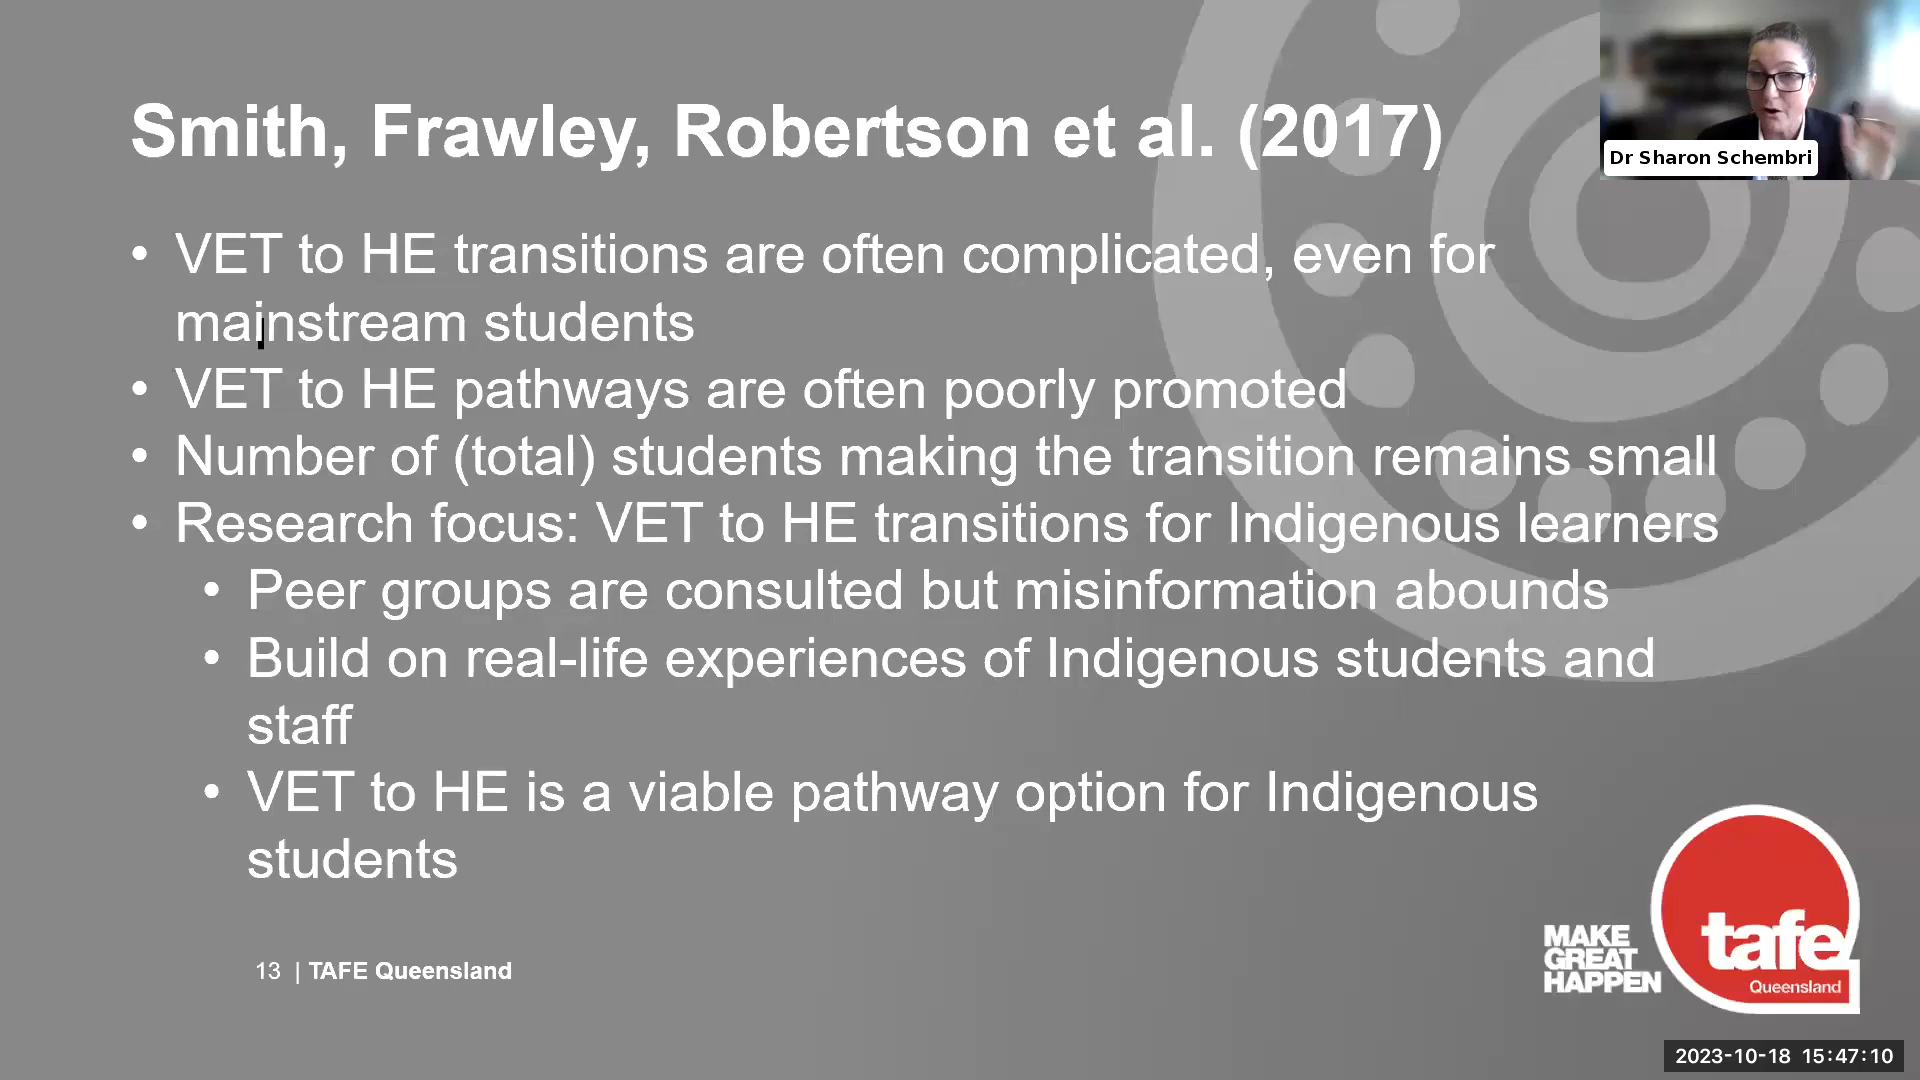 Smith, Frawley, Robertson et al. (2017)
Dr Sharon Schembri
• VET to HE transitions are often complicated, even for
mainstream students
• VET to HE pathways are often poorly promoted
• Number of (total) students making the transition remains small
• Research focus: VET to HE transitions for Indigenous learners
• Peer groups are consulted but misinformation abounds
• Build on real-life experiences of Indigenous students and
staff
• VET to HE is a viable pathway option for Indigenous
students
13 | TAFE Queensland
MAKE
GREAT
HAPPEN
tafe
Queensland
2023-10-18 15:47:10